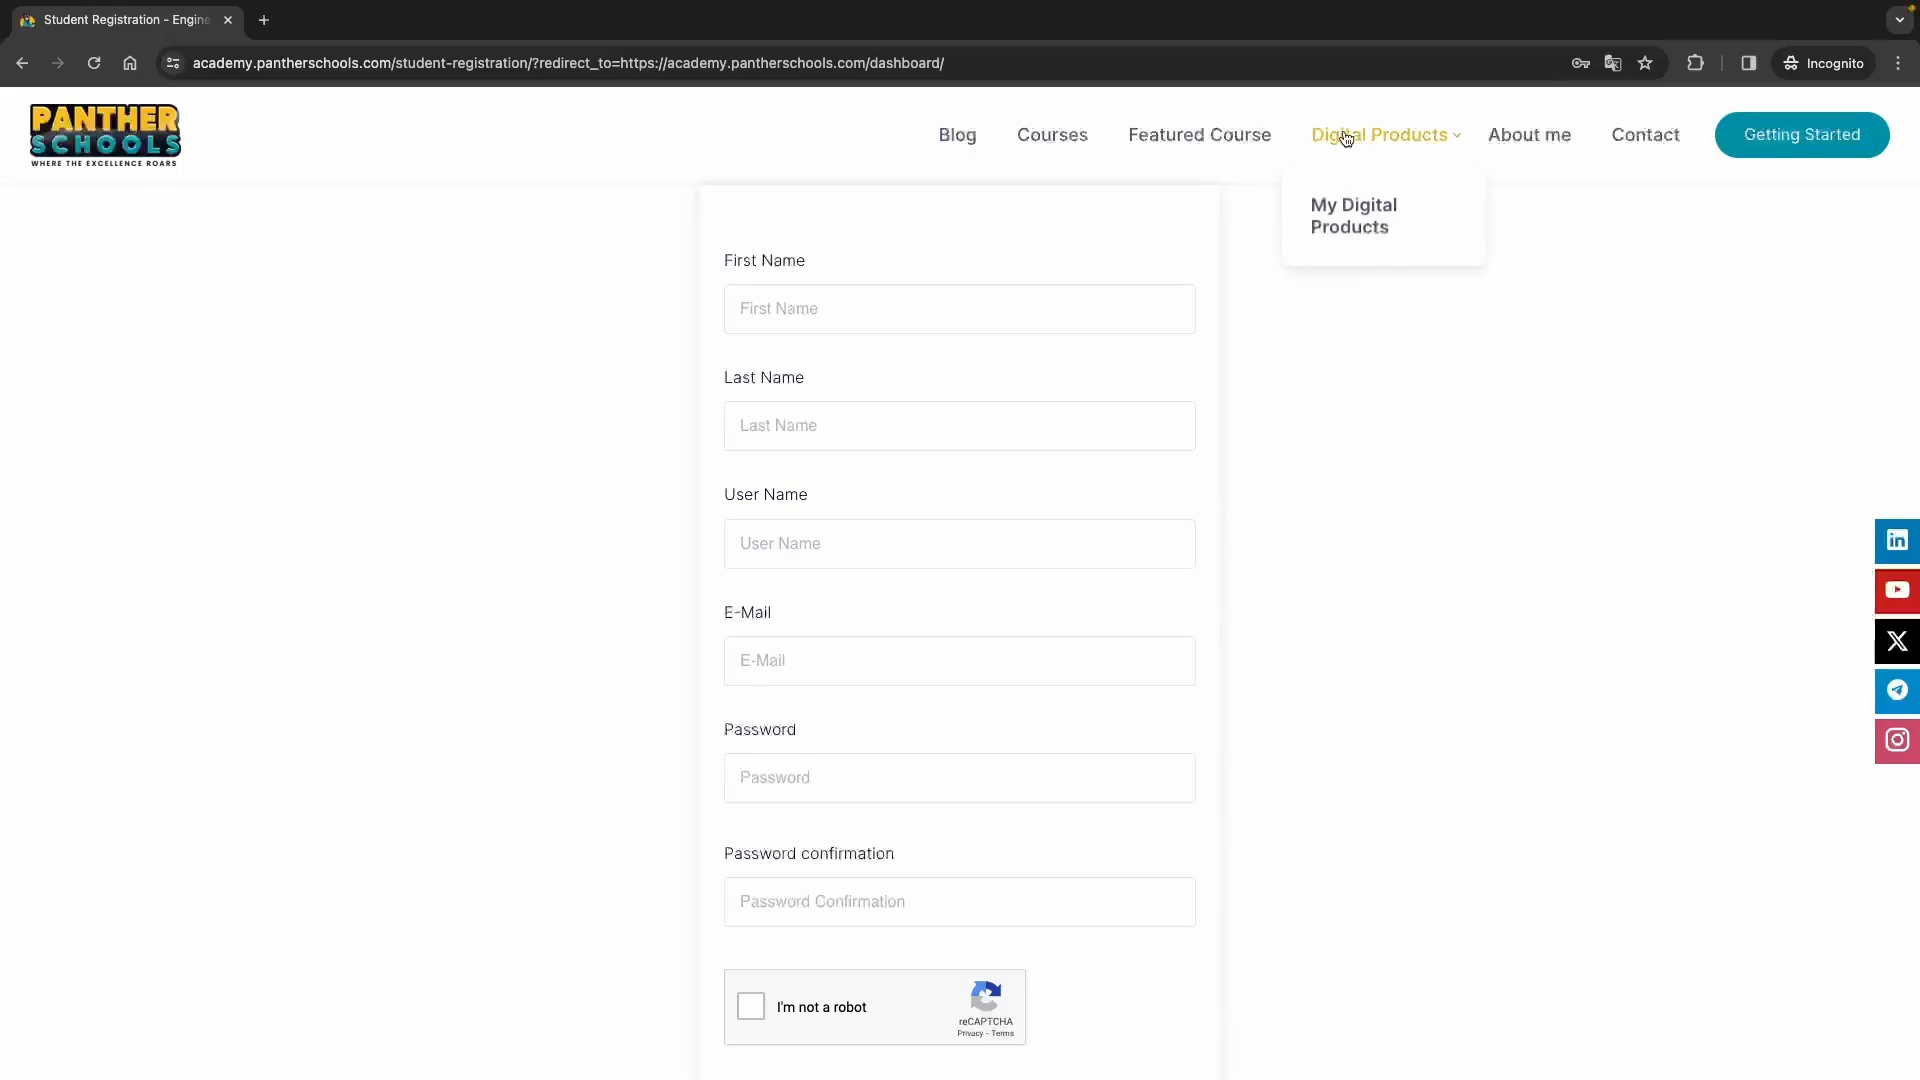 Student Registration - Engine
academy.pantherschools.com/student-registration/?redirect_to=https://academy.pantherschools.com/dashboard/
Incognito
PANTHER
SCHOOLS
WHERE THE EXCELLENCE ROARS
Blog
Courses
Featured Course
Digital Products
About me
Contact
Getting Started
My Digital
Products
First Name
First Name
Last Name
Last Name
User Name
User Name
E-Mail
E-Mail
Password
Password
Password confirmation
Password Confirmation
I'm not a robot
reCAPTCHA
Privacy - Terms